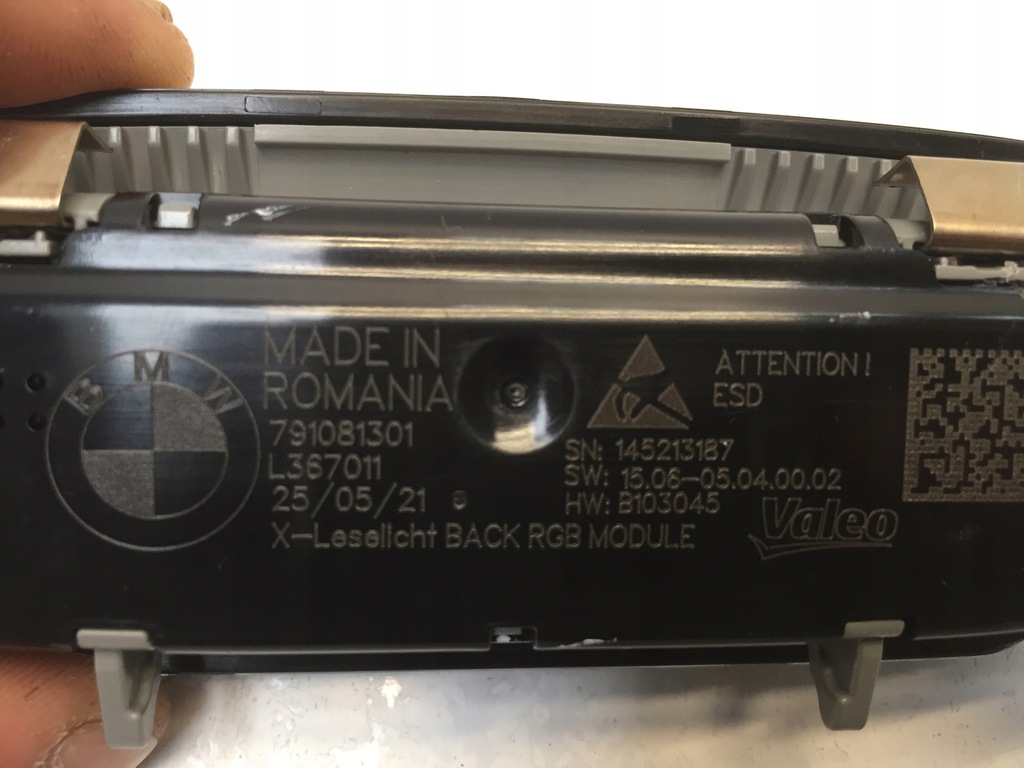 BMW
MADE IN
ROMANIA
791081301
L367011
25/05/21
X-Leselicht BACK RGB MODULE
ATTENTION!
ESD
SN: 145213187
SW: 15.06-05.04.00.02
HW: B103045
Valeo